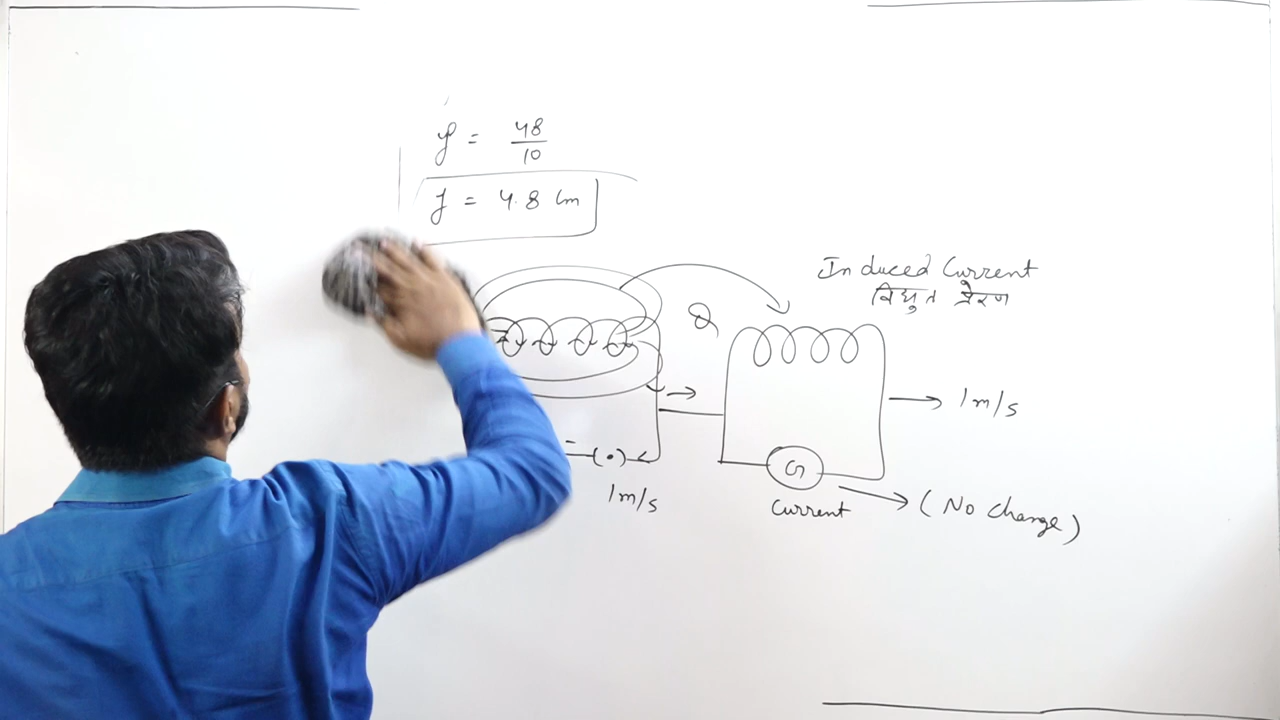 f = 48/10
f = 4.8 cm
Induced Current
विधुत प्रेरण
Q
1m/s
G
1m/s
Current
(No change)